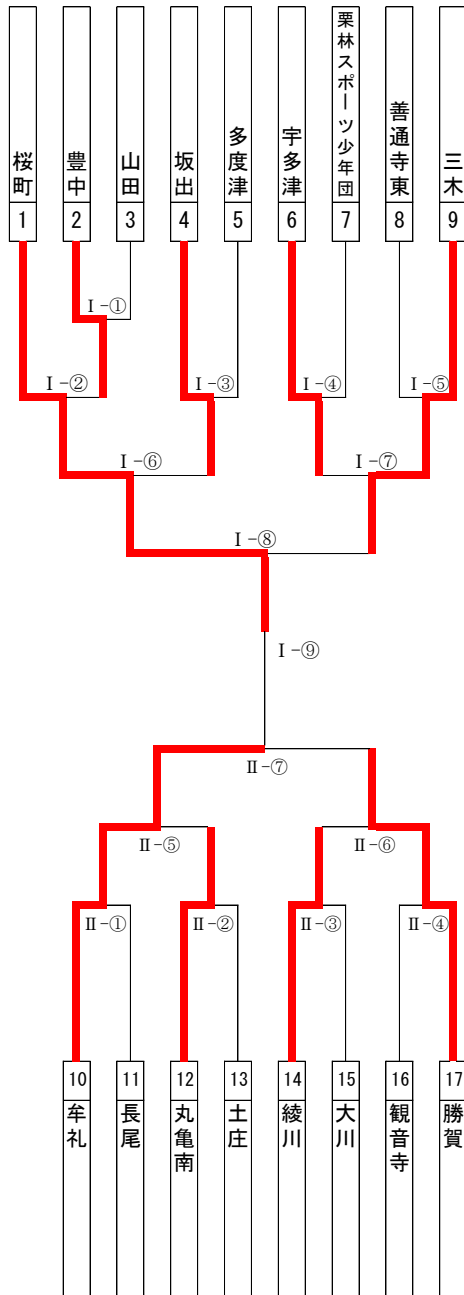 桜町
豊中
山田
坂出
多度津
宇多津
栗林スポーツ少年団
善通寺東
三木
1
2
3
4
5
6
7
8
9
Ⅰ-①
Ⅰ-②
Ⅰ-③
Ⅰ-④
Ⅰ-⑤
Ⅰ-⑥
Ⅰ-⑦
Ⅰ-⑧
Ⅰ-⑨
Ⅱ-⑦
Ⅱ-⑤
Ⅱ-⑥
Ⅱ-①
Ⅱ-②
Ⅱ-③
Ⅱ-④
10
11
12
13
14
15
16
17
牟礼
長尾
丸亀南
土庄
綾川
大川
観音寺
勝賀